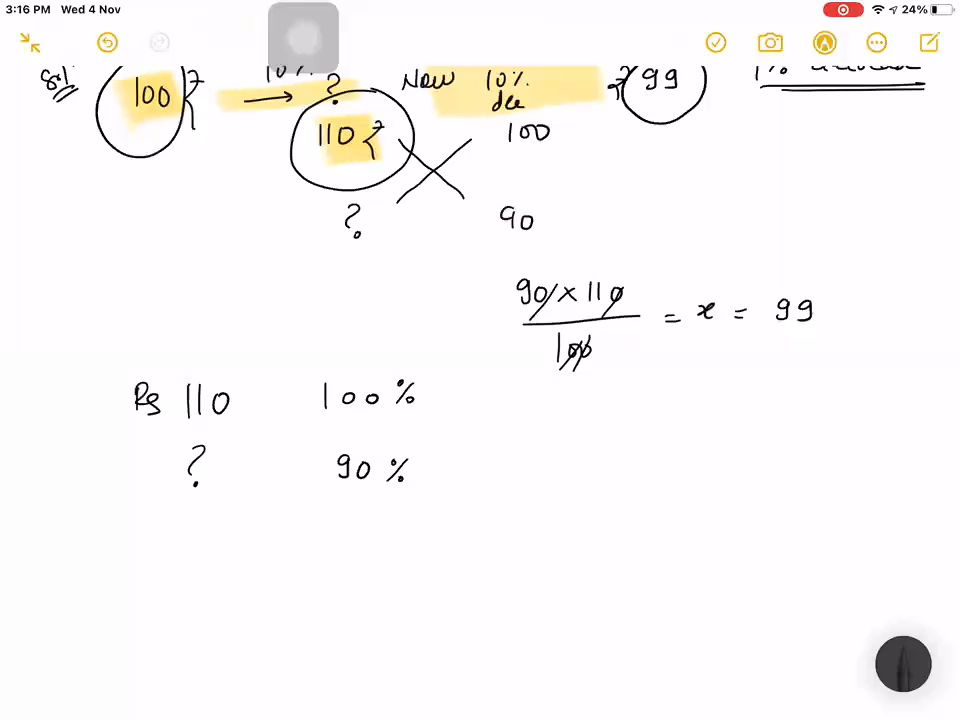 3:16 PM Wed 4 Nov 24%
Sol 100 10% ? New 10% 99 1%
dec
110 100
? 90
90 × 110 = x = 99
100
Rs 110 100 %
? 90 %